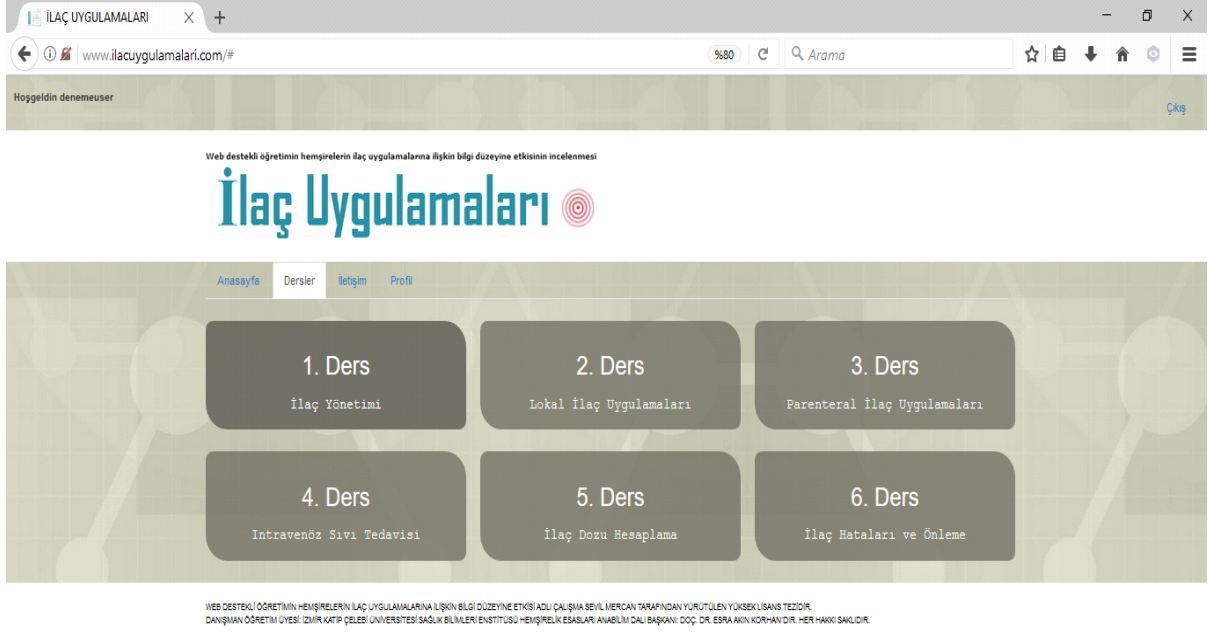 İLAÇ UYGULAMALARI
www.ilacuygulamalari.com/#
%80
Arama
Hoşgeldin denemeuser
Çıkış
Web destekli öğretimin hemşirelerin ilaç uygulamalarına ilişkin bilgi düzeyine etkisinin incelenmesi
İlaç Uygulamaları
Anasayfa Dersler İletişim Profil
1. Ders
İlaç Yönetimi
2. Ders
Lokal İlaç Uygulamaları
3. Ders
Parenteral İlaç Uygulamaları
4. Ders
Intravenöz Sıvı Tedavisi
5. Ders
İlaç Dozu Hesaplama
6. Ders
İlaç Hataları ve Önleme
WEB DESTEKLİ ÖĞRETİMİN HEMŞİRELERİN İLAÇ UYGULAMALARINA İLİŞKİN BİLGİ DÜZEYİNE ETKİSİ ADLI ÇALIŞMA SEVİL MERCAN TARAFINDAN YÜRÜTÜLEN YÜKSEK LİSANS TEZİDİR.
DANIŞMAN ÖĞRETİM ÜYESİ: İZMİR KATİP ÇELEBİ ÜNİVERSİTESİ SAĞLIK BİLİMLERİ ENSTİTÜSÜ HEMŞİRELİK ESASLARI ANABİLİM DALI BAŞKANI: DOÇ. DR. ESRA AKIN KORHAN'DIR. HER HAKKI SAKLIDIR.